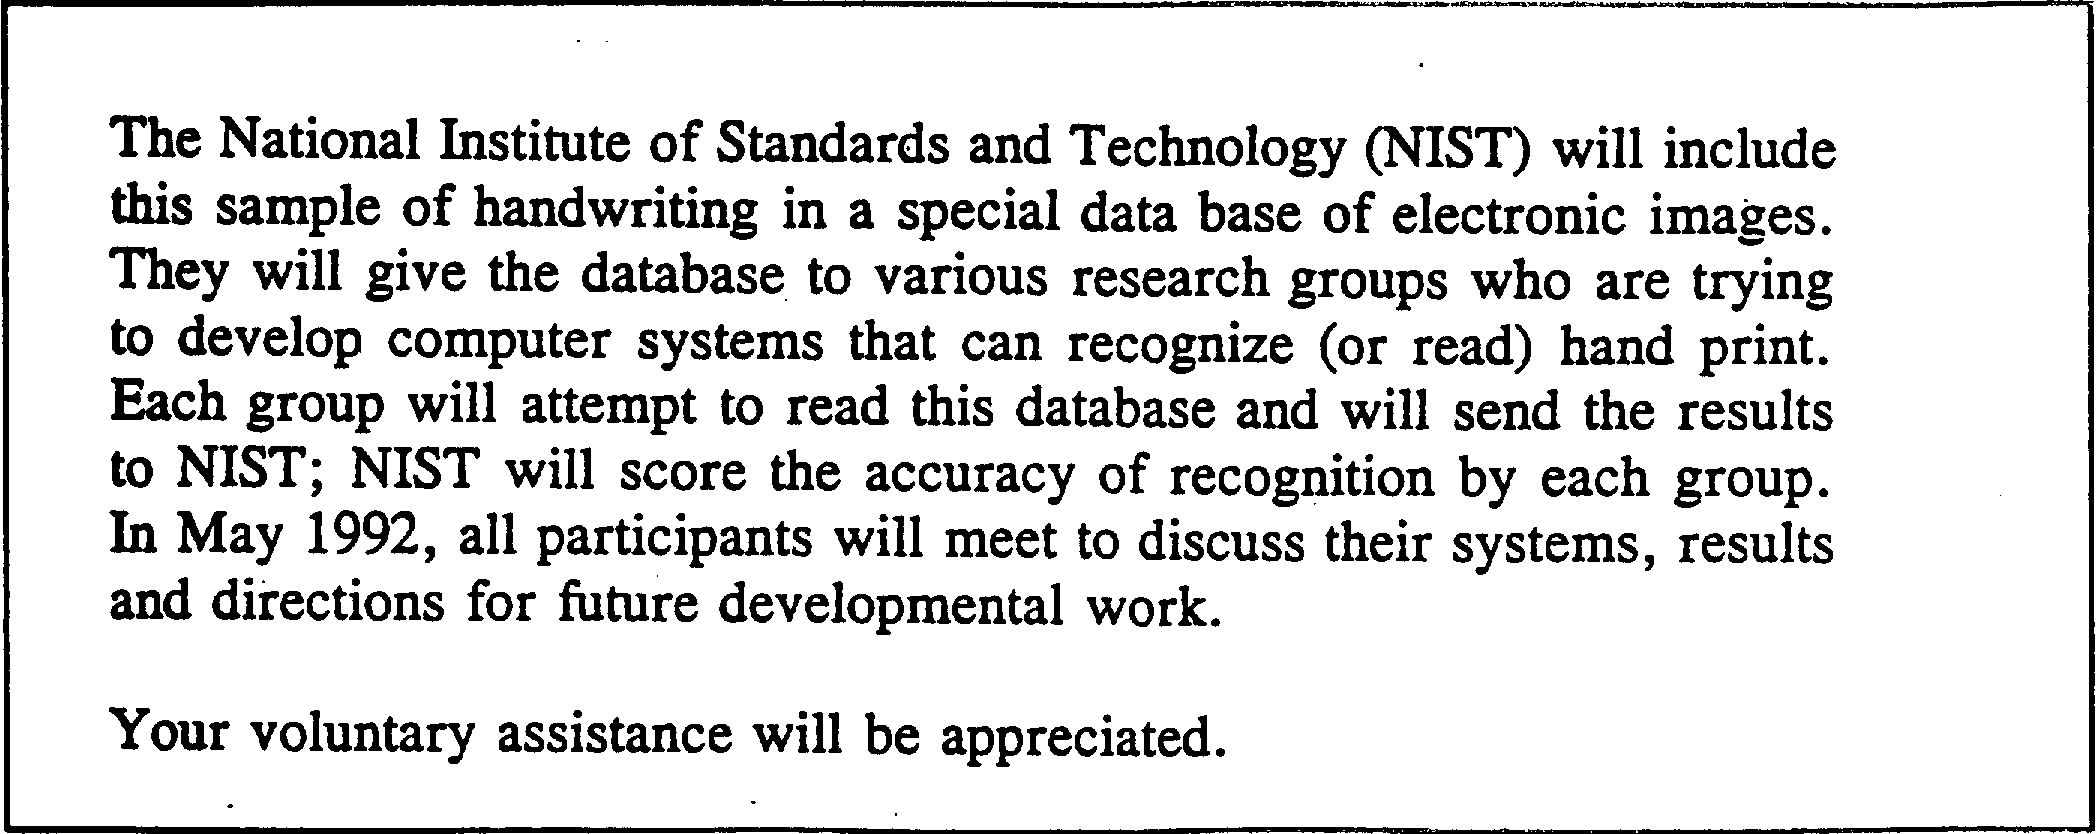 The National Institute of Standards and Technology (NIST) will include
this sample of handwriting in a special data base of electronic images.
They will give the database to various research groups who are trying
to develop computer systems that can recognize (or read) hand print.
Each group will attempt to read this database and will send the results
to NIST; NIST will score the accuracy of recognition by each group.
In May 1992, all participants will meet to discuss their systems, results
and directions for future developmental work.
Your voluntary assistance will be appreciated.